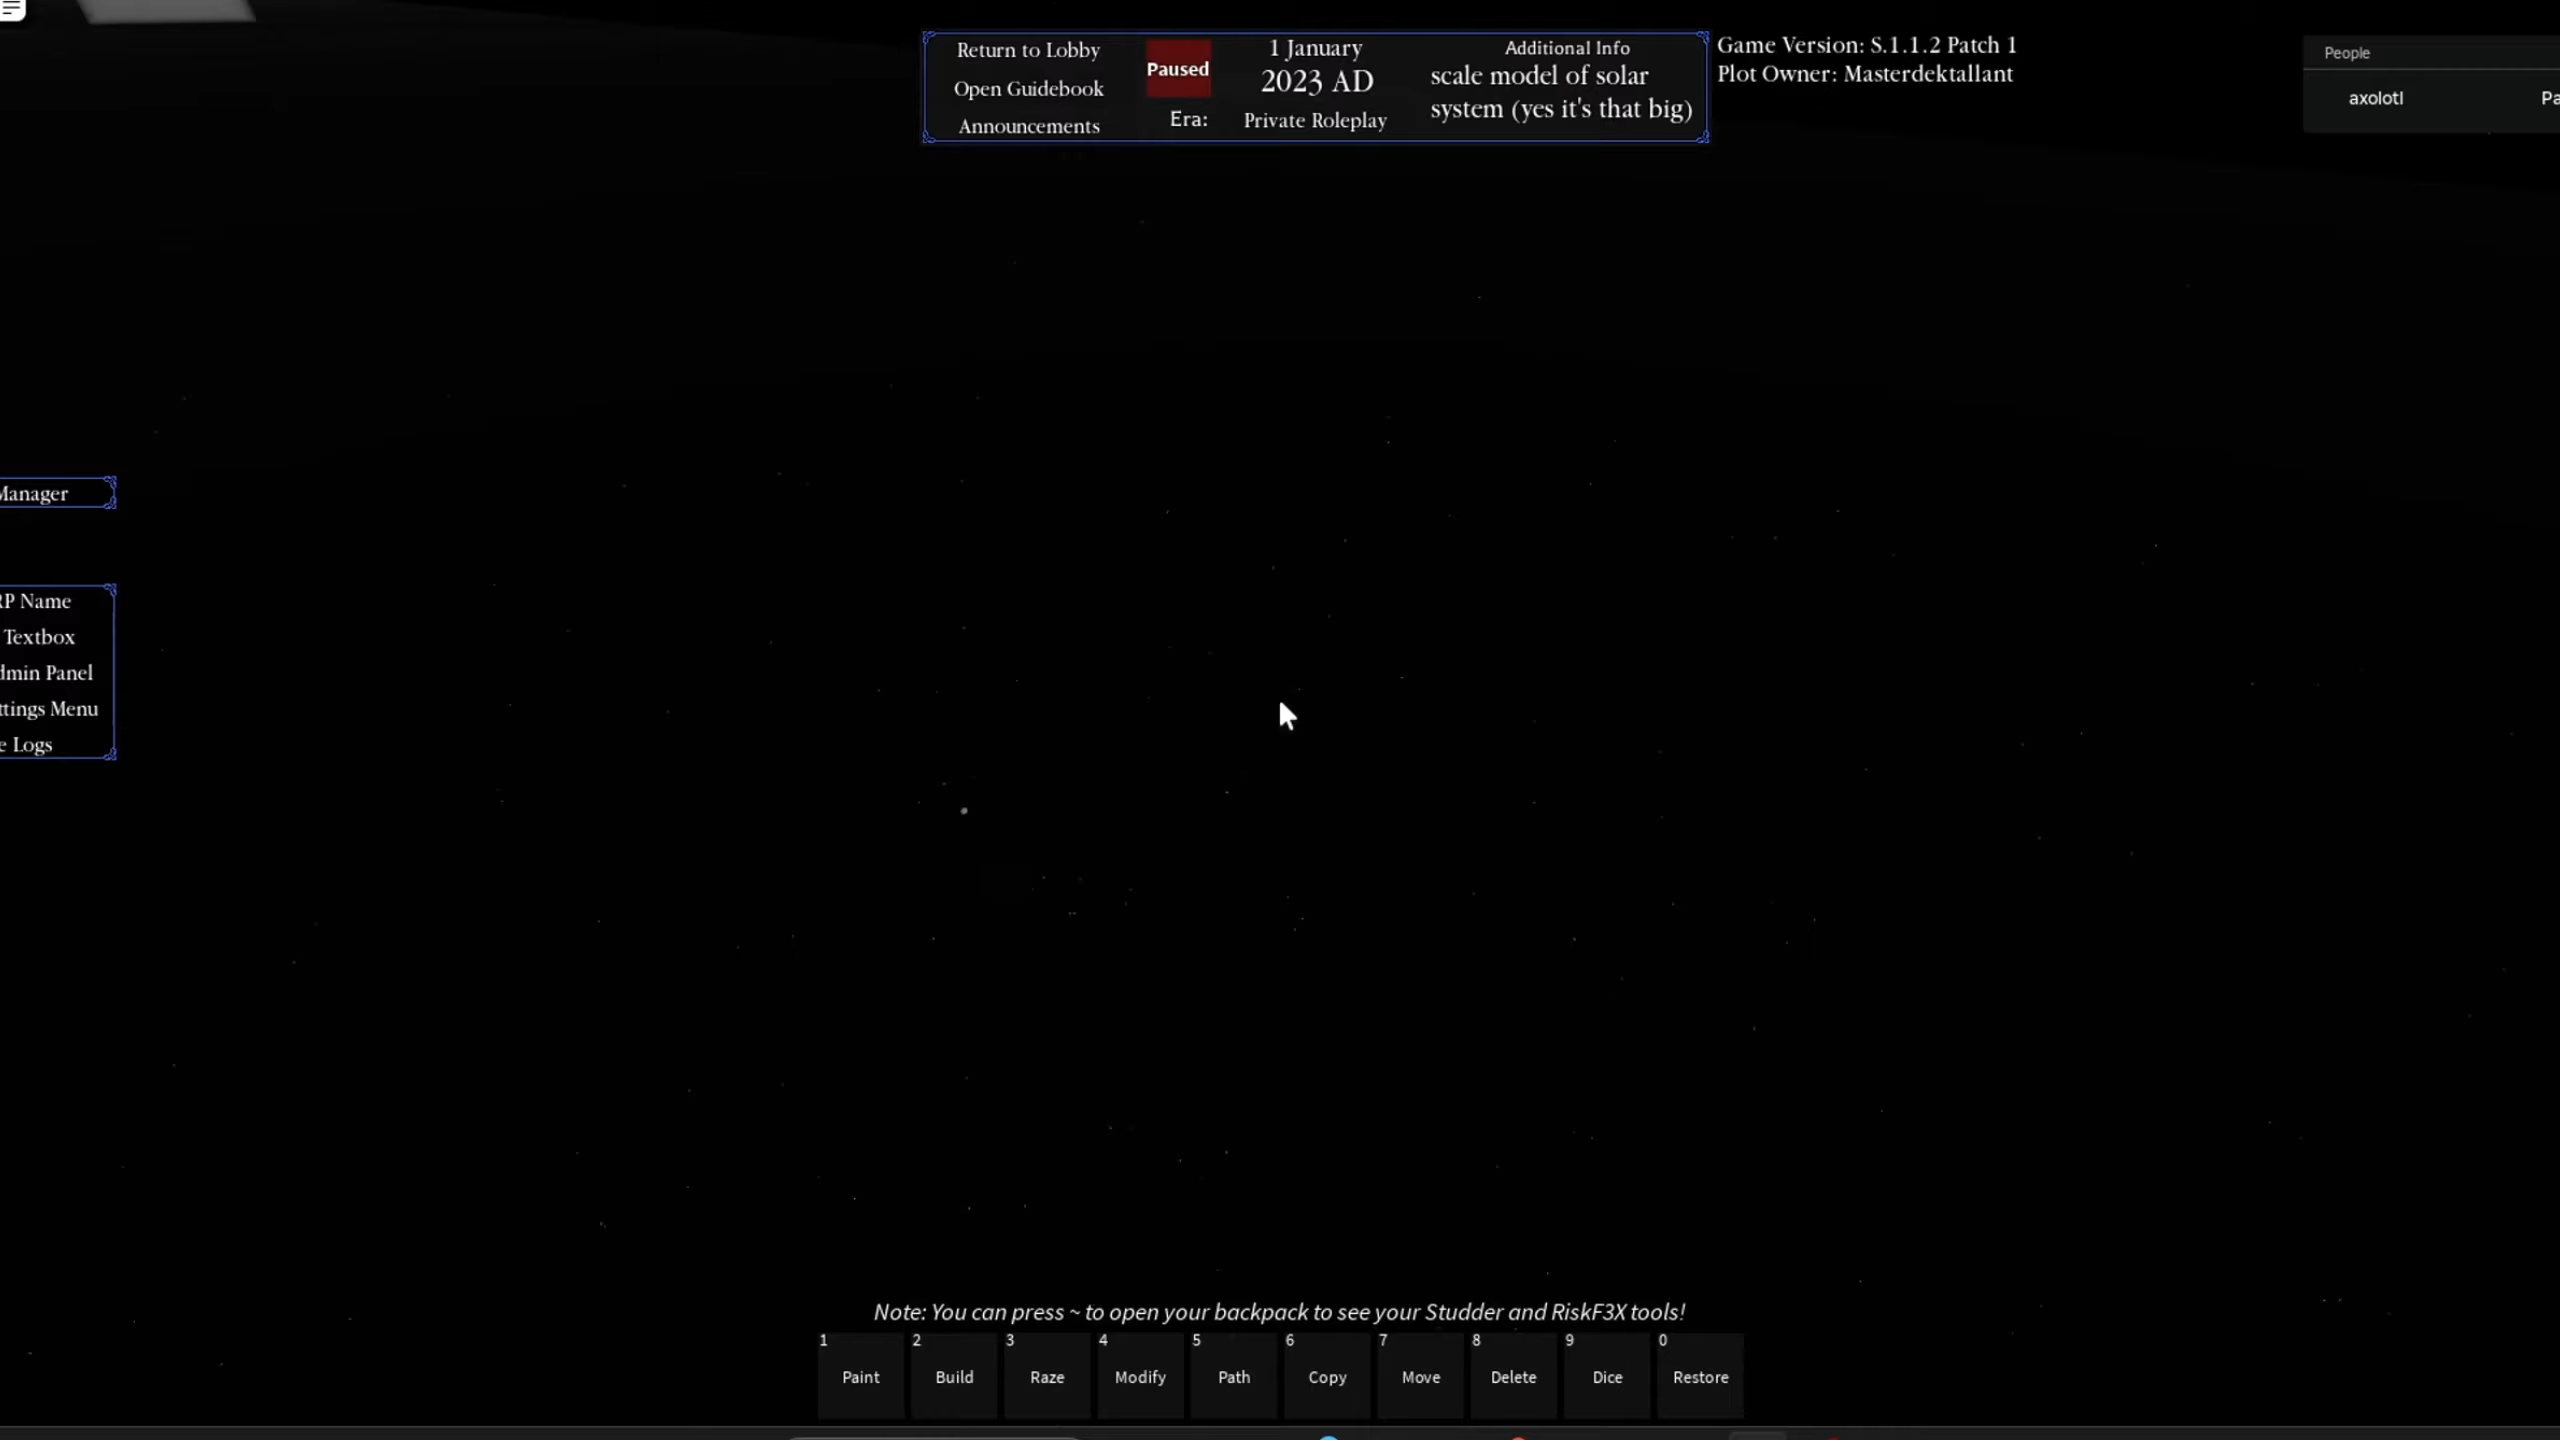 Return to Lobby
Open Guidebook
Announcements
Paused
Era:
1 January
2023 AD
Private Roleplay
Additional Info
scale model of solar
system (yes it's that big)
Game Version: S.1.1.2 Patch 1
Plot Owner: Masterdektallant
People
axolotl Pa
Manager
RP Name
Textbox
dmin Panel
ttings Menu
e Logs
Note: You can press ~ to open your backpack to see your Studder and RiskF3X tools!
1 2 3 4 5 6 7 8 9 0
Paint Build Raze Modify Path Copy Move Delete Dice Restore